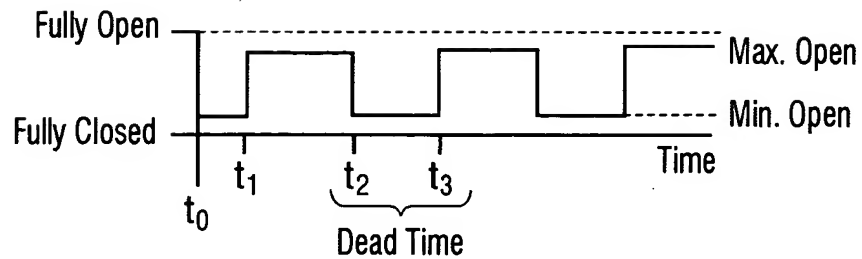 Fully Open
Max. Open
Min. Open
Fully Closed
Time
t₁ t₂ t₃
t₀
Dead Time